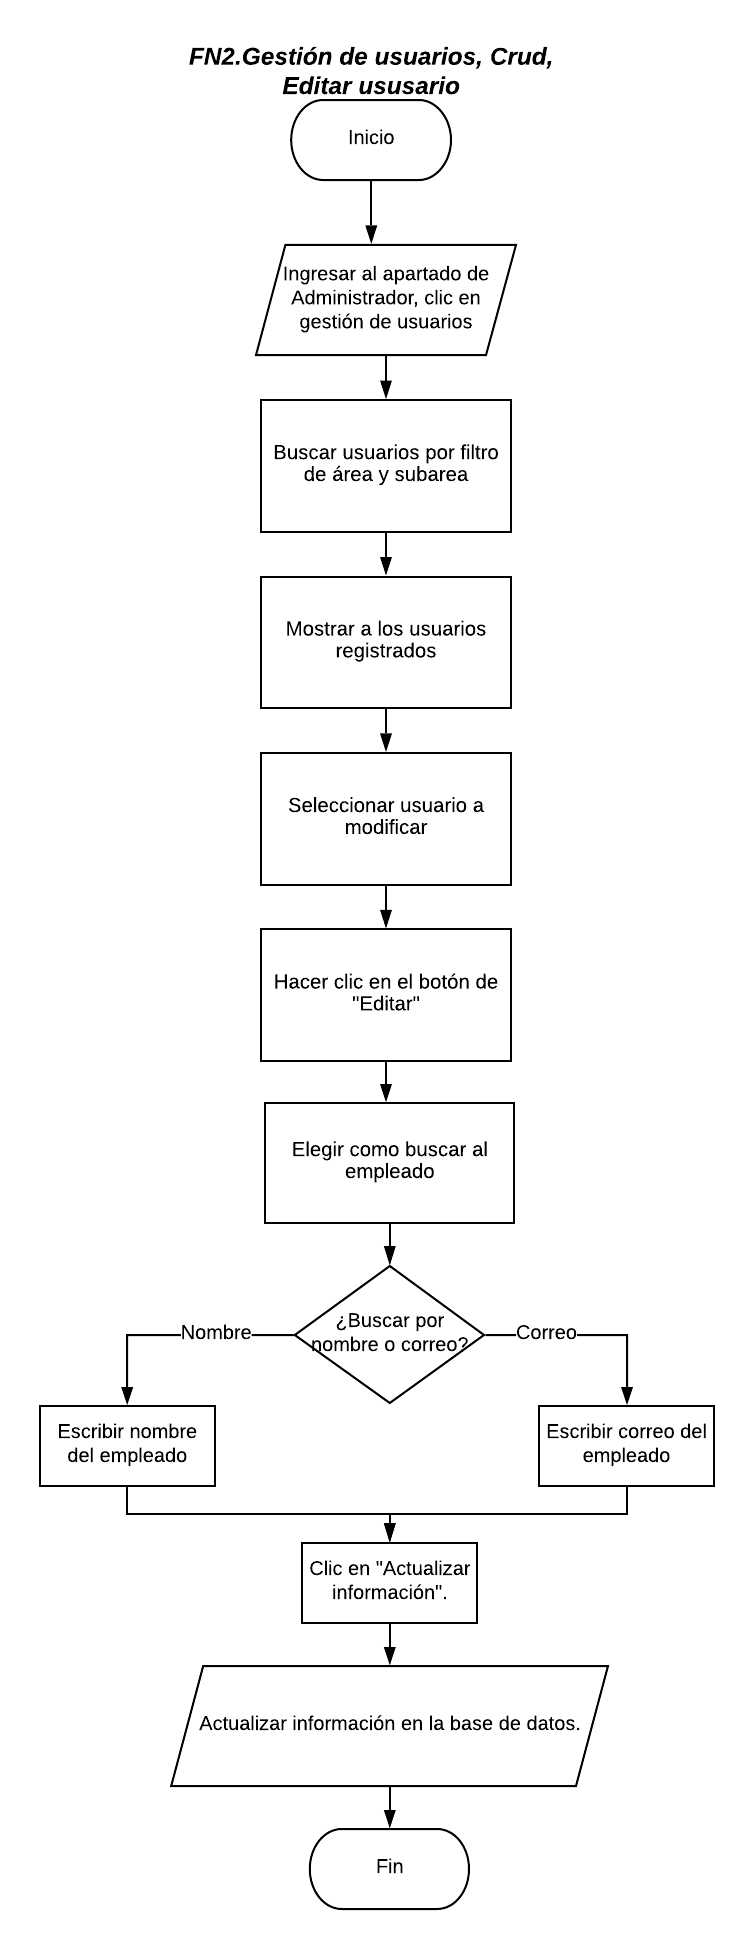 FN2.Gestión de usuarios, Crud,
Editar ususario
Inicio
Ingresar al apartado de
Administrador, clic en
gestión de usuarios
Buscar usuarios por filtro
de área y subarea
Mostrar a los usuarios
registrados
Seleccionar usuario a
modificar
Hacer clic en el botón de
"Editar"
Elegir como buscar al
empleado
¿Buscar por
nombre o correo?
Nombre
Correo
Escribir nombre
del empleado
Escribir correo del
empleado
Clic en "Actualizar
información".
Actualizar información en la base de datos.
Fin